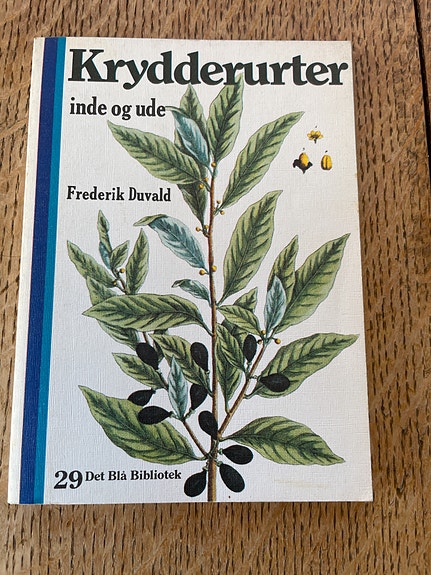 Krydderurter
inde og ude
Frederik Duvald
29 Det Blå Bibliotek